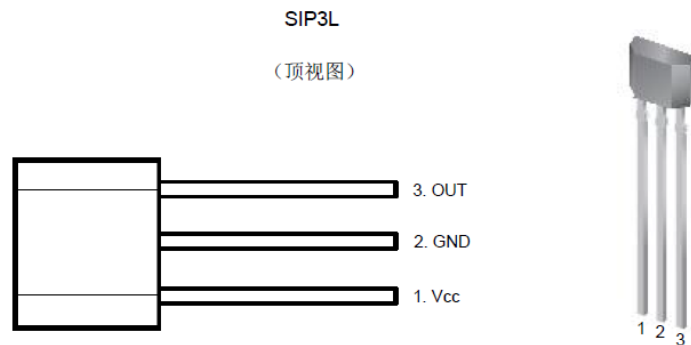 SIP3L
（顶视图）
3. OUT
2. GND
1. Vcc
1 2 3